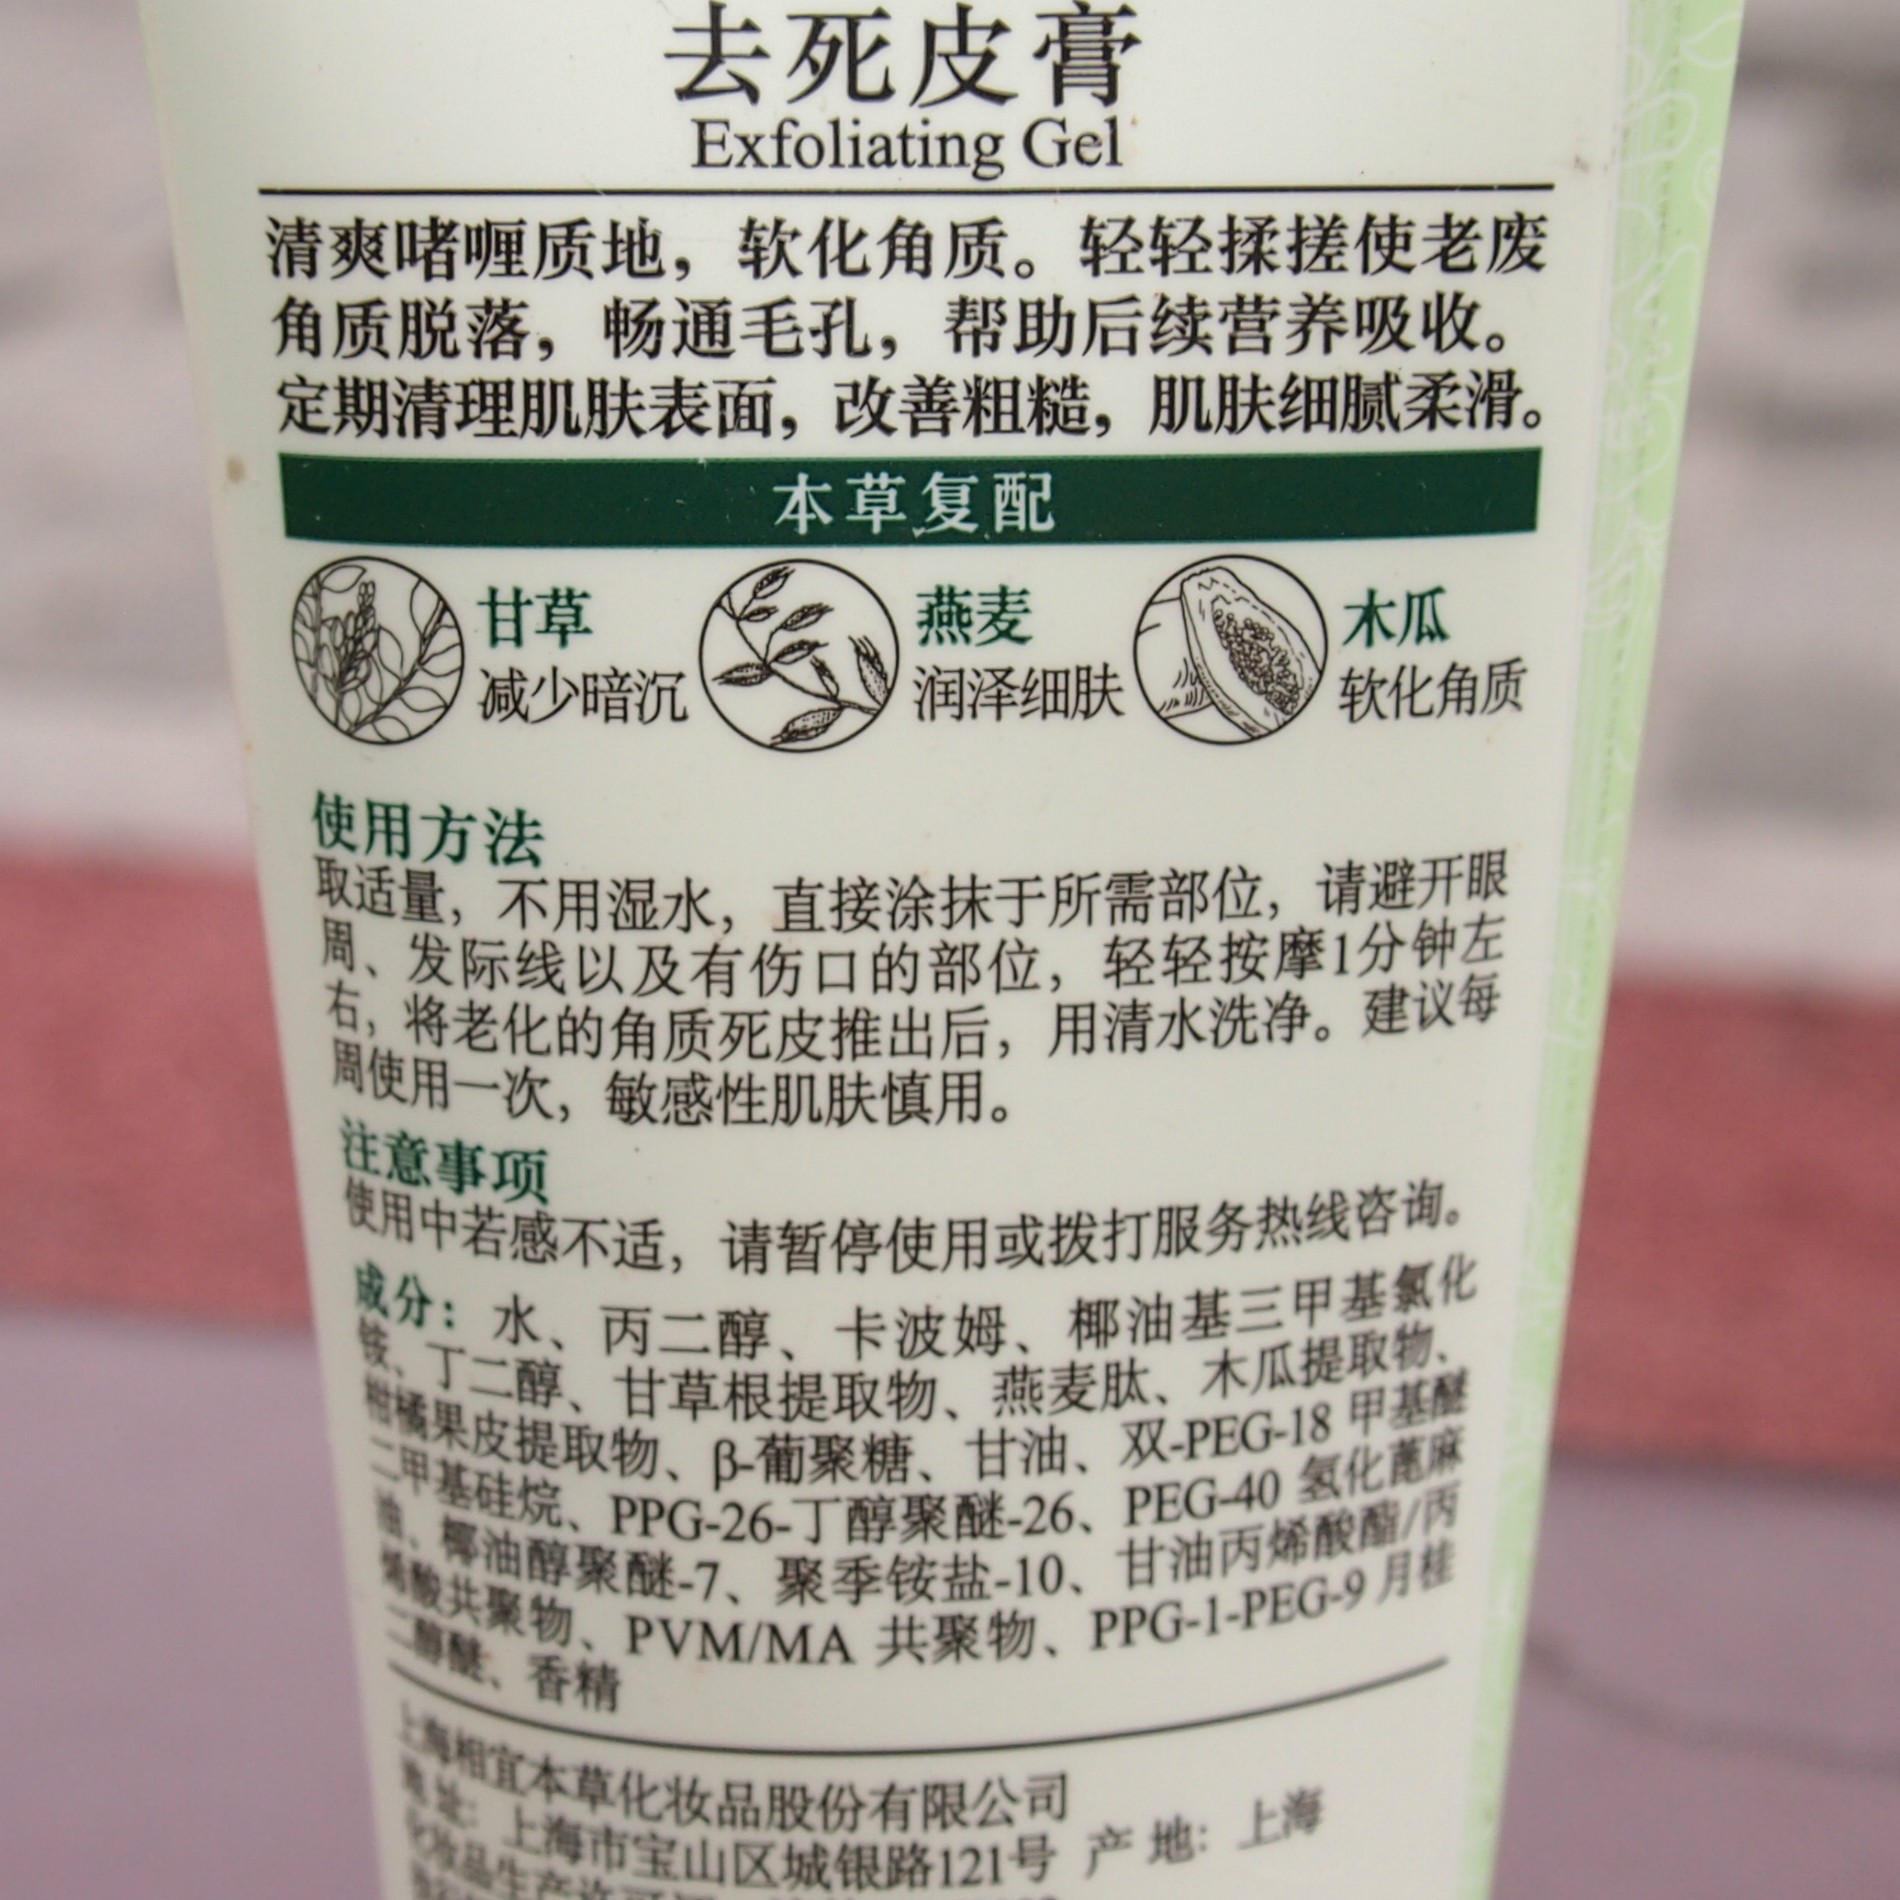 去死皮膏
Exfoliating Gel
清爽啫喱质地，软化角质。轻轻揉搓使老废
角质脱落，畅通毛孔，帮助后续营养吸收。
定期清理肌肤表面，改善粗糙，肌肤细腻柔滑。
本草复配
甘草
减少暗沉
燕麦
润泽细肤
木瓜
软化角质
使用方法
取适量，不用湿水，直接涂抹于所需部位，请避开眼
周、发际线以及有伤口的部位，轻轻按摩1分钟左
右，将老化的角质死皮推出后，用清水洗净。建议每
周使用一次，敏感性肌肤慎用。
注意事项
使用中若感不适，请暂停使用或拨打服务热线咨询。
成分：水、丙二醇、卡波姆、椰油基三甲基氯化
铵、丁二醇、甘草根提取物、燕麦肽、木瓜提取物、
柑橘果皮提取物、β-葡聚糖、甘油、双-PEG-18 甲基醚
二甲基硅烷、PPG-26-丁醇聚醚-26、PEG-40 氢化蓖麻
油、椰油醇聚醚-7、聚季铵盐-10、甘油丙烯酸酯/丙
烯酸共聚物、PVM/MA 共聚物、PPG-1-PEG-9 月桂
二醇醚、香精
上海相宜本草化妆品股份有限公司
地址：上海市宝山区城银路121号 产地：上海
化妆品生产许可证